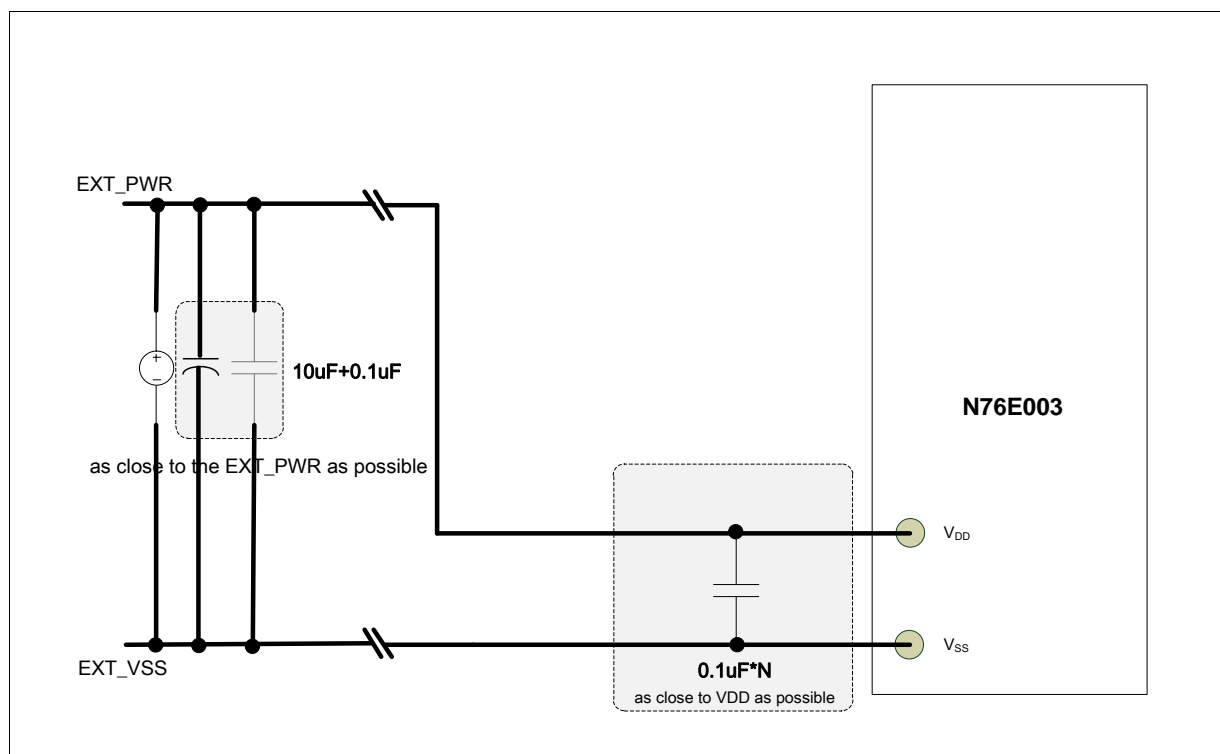 EXT_PWR
10uF+0.1uF
as close to the EXT_PWR as possible
N76E003
VDD
VSS
EXT_VSS
0.1uF*N
as close to VDD as possible